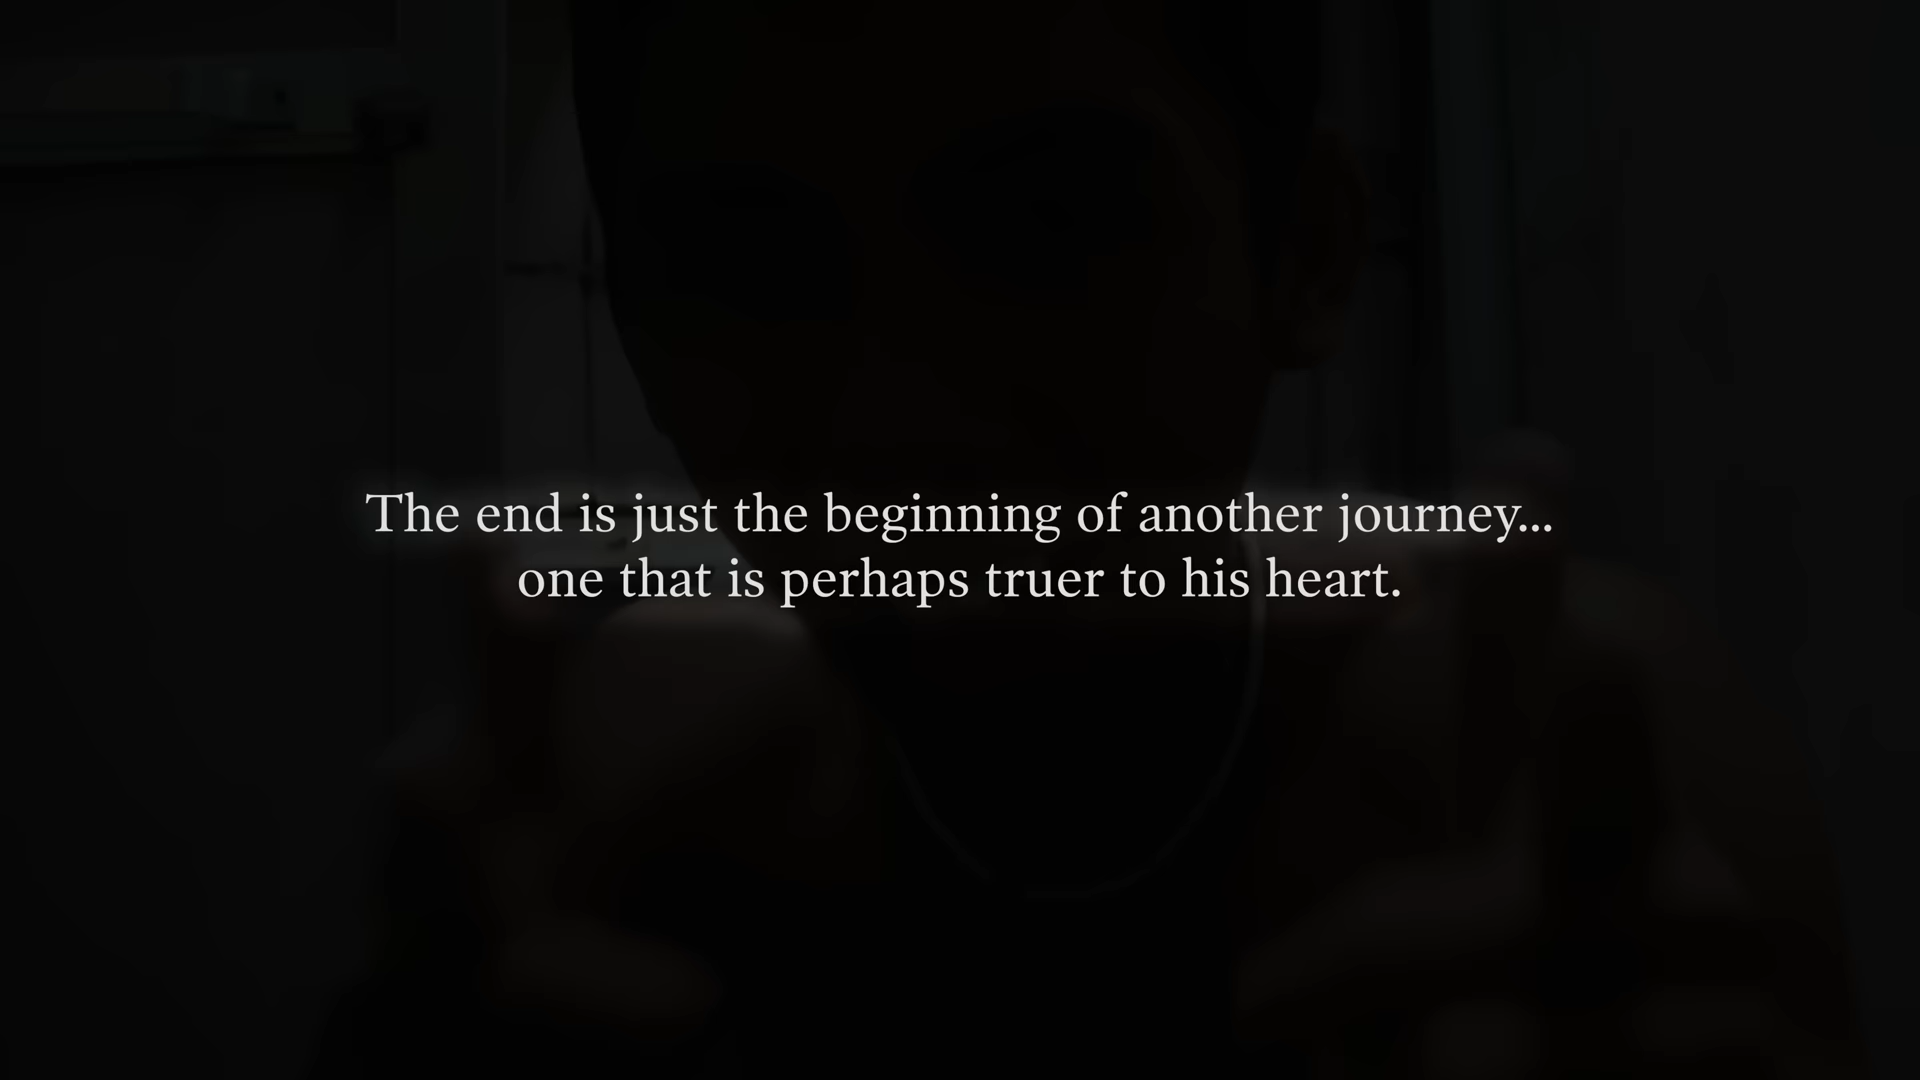 The end is just the beginning of another journey...
one that is perhaps truer to his heart.